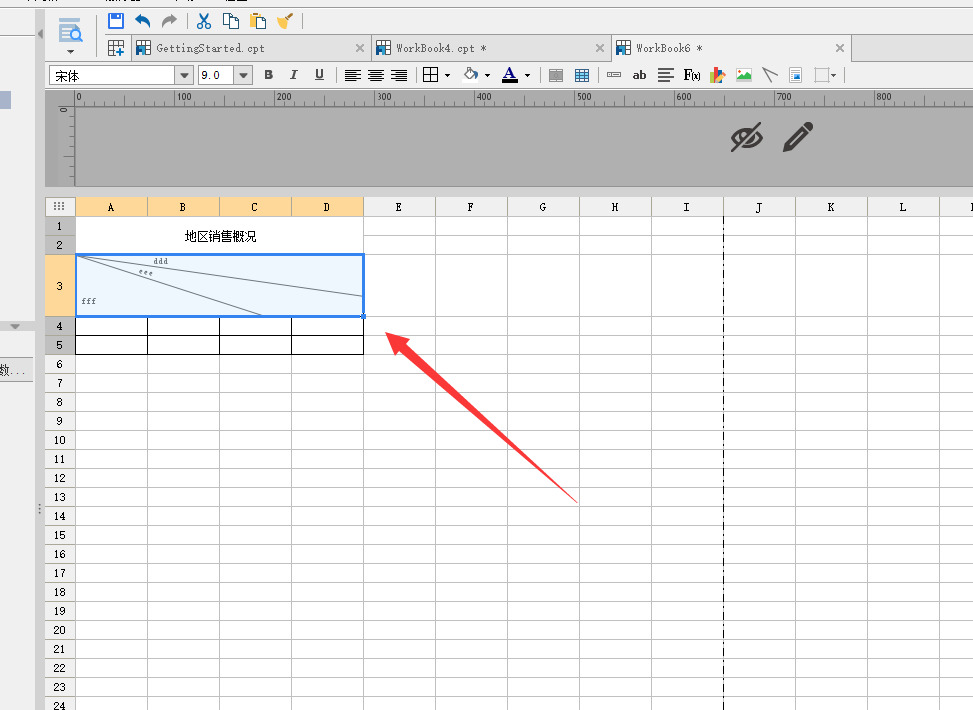 GettingStarted.cpt
WorkBook4.cpt *
WorkBook6 *
宋体 9.0 B I U A ab F(x)
0 100 200 300 400 500 600 700 800
0
A B C D E F G H I J K L
1
地区销售概况
2
ddd
eee
3
fff
4
5
数...
6
7
8
9
10
11
12
13
14
15
16
17
18
19
20
21
22
23
24